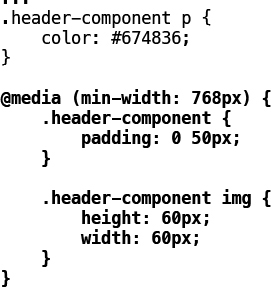 ...
.header-component p {
    color: #674836;
}

@media (min-width: 768px) {
    .header-component {
        padding: 0 50px;
    }

    .header-component img {
        height: 60px;
        width: 60px;
    }
}